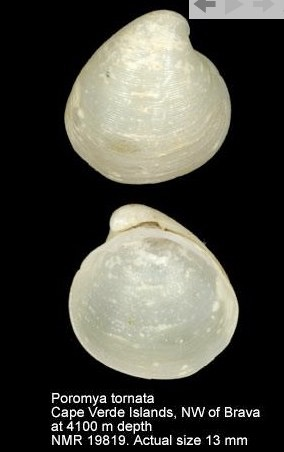 Poromya tornata
Cape Verde Islands, NW of Brava
at 4100 m depth
NMR 19819. Actual size 13 mm